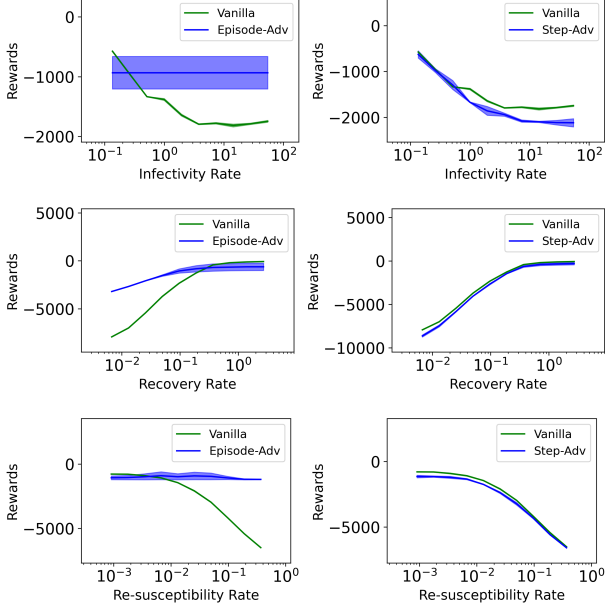 Rewards
0
−1000
−2000
Vanilla
Episode-Adv
10⁻¹ 10⁰ 10¹ 10²
Infectivity Rate
Rewards
0
−1000
−2000
Vanilla
Step-Adv
10⁻¹ 10⁰ 10¹ 10²
Infectivity Rate
Rewards
5000
0
−5000
Vanilla
Episode-Adv
10⁻² 10⁻¹ 10⁰
Recovery Rate
Rewards
5000
0
−5000
−10000
Vanilla
Step-Adv
10⁻² 10⁻¹ 10⁰
Recovery Rate
Rewards
0
−5000
Vanilla
Episode-Adv
10⁻³ 10⁻² 10⁻¹ 10⁰
Re-susceptibility Rate
Rewards
0
−5000
Vanilla
Step-Adv
10⁻³ 10⁻² 10⁻¹ 10⁰
Re-susceptibility Rate